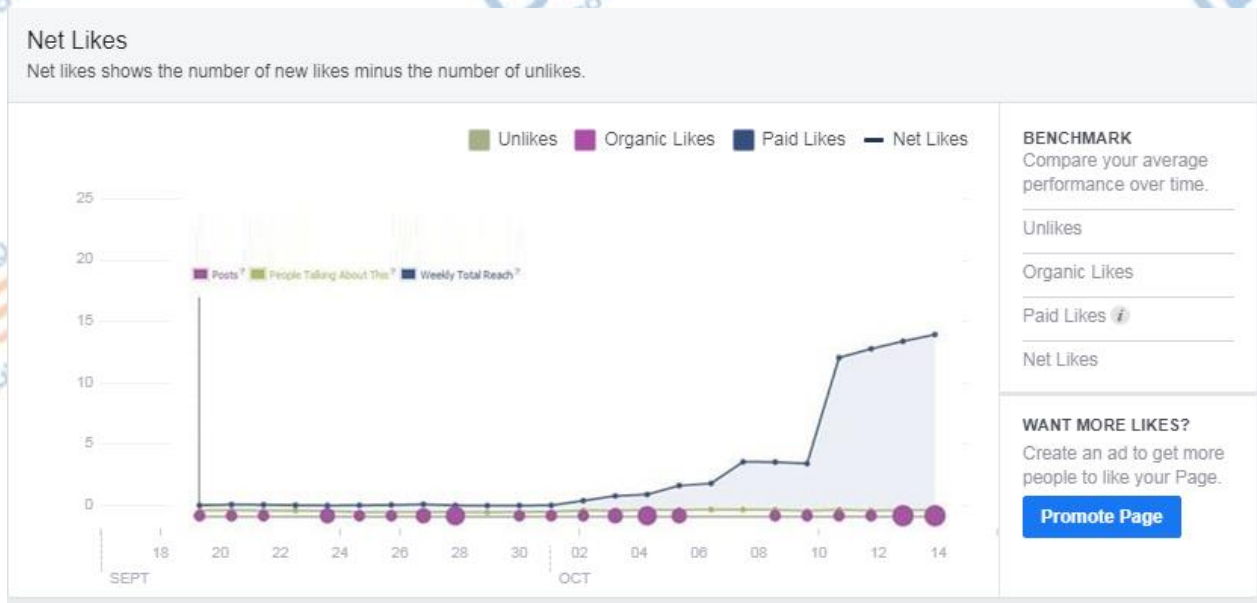 Net Likes
Net likes shows the number of new likes minus the number of unlikes.
Unlikes Organic Likes Paid Likes Net Likes
25
20
Posts ? People Talking About This ? Weekly Total Reach ?
15
10
5
0
18 20 22 24 26 28 30 02 04 06 08 10 12 14
SEPT OCT
BENCHMARK
Compare your average
performance over time.
Unlikes
Organic Likes
Paid Likes i
Net Likes
WANT MORE LIKES?
Create an ad to get more
people to like your Page.
Promote Page